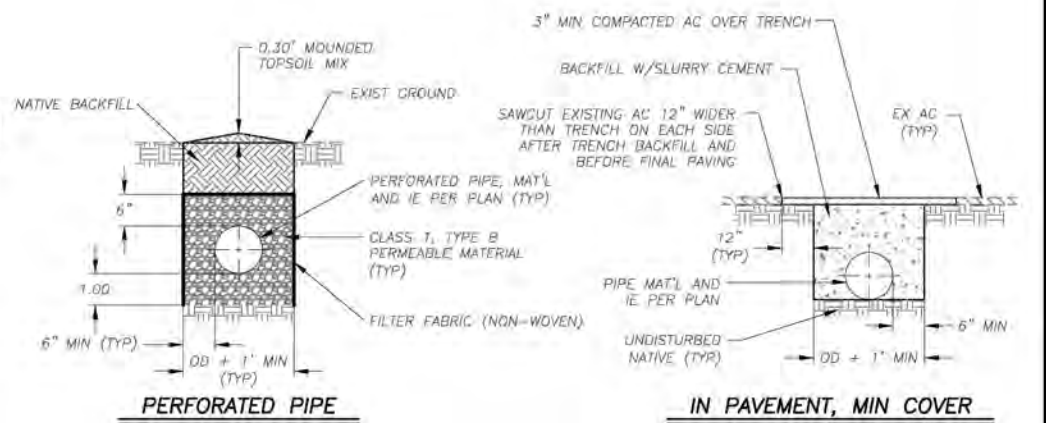 0.30" MOUNDED
TOPSOIL MIX
NATIVE BACKFILL
EXIST GROUND
PERFORATED PIPE, MAT'L
AND IE PER PLAN (TYP)
6"
CLASS 1, TYPE B
PERMEABLE MATERIAL
(TYP)
1.00
FILTER FABRIC (NON-WOVEN)
6" MIN (TYP)
OD + 1' MIN
(TYP)
PERFORATED PIPE
3" MIN COMPACTED AC OVER TRENCH
BACKFILL W/SLURRY CEMENT
SAWCUT EXISTING AC 12" WIDER
THAN TRENCH ON EACH SIDE
AFTER TRENCH BACKFILL AND
BEFORE FINAL PAVING
EX AC
(TYP)
12"
(TYP)
PIPE MAT'L AND
IE PER PLAN
6" MIN
UNDISTURBED
NATIVE (TYP)
OD + 1' MIN
IN PAVEMENT, MIN COVER